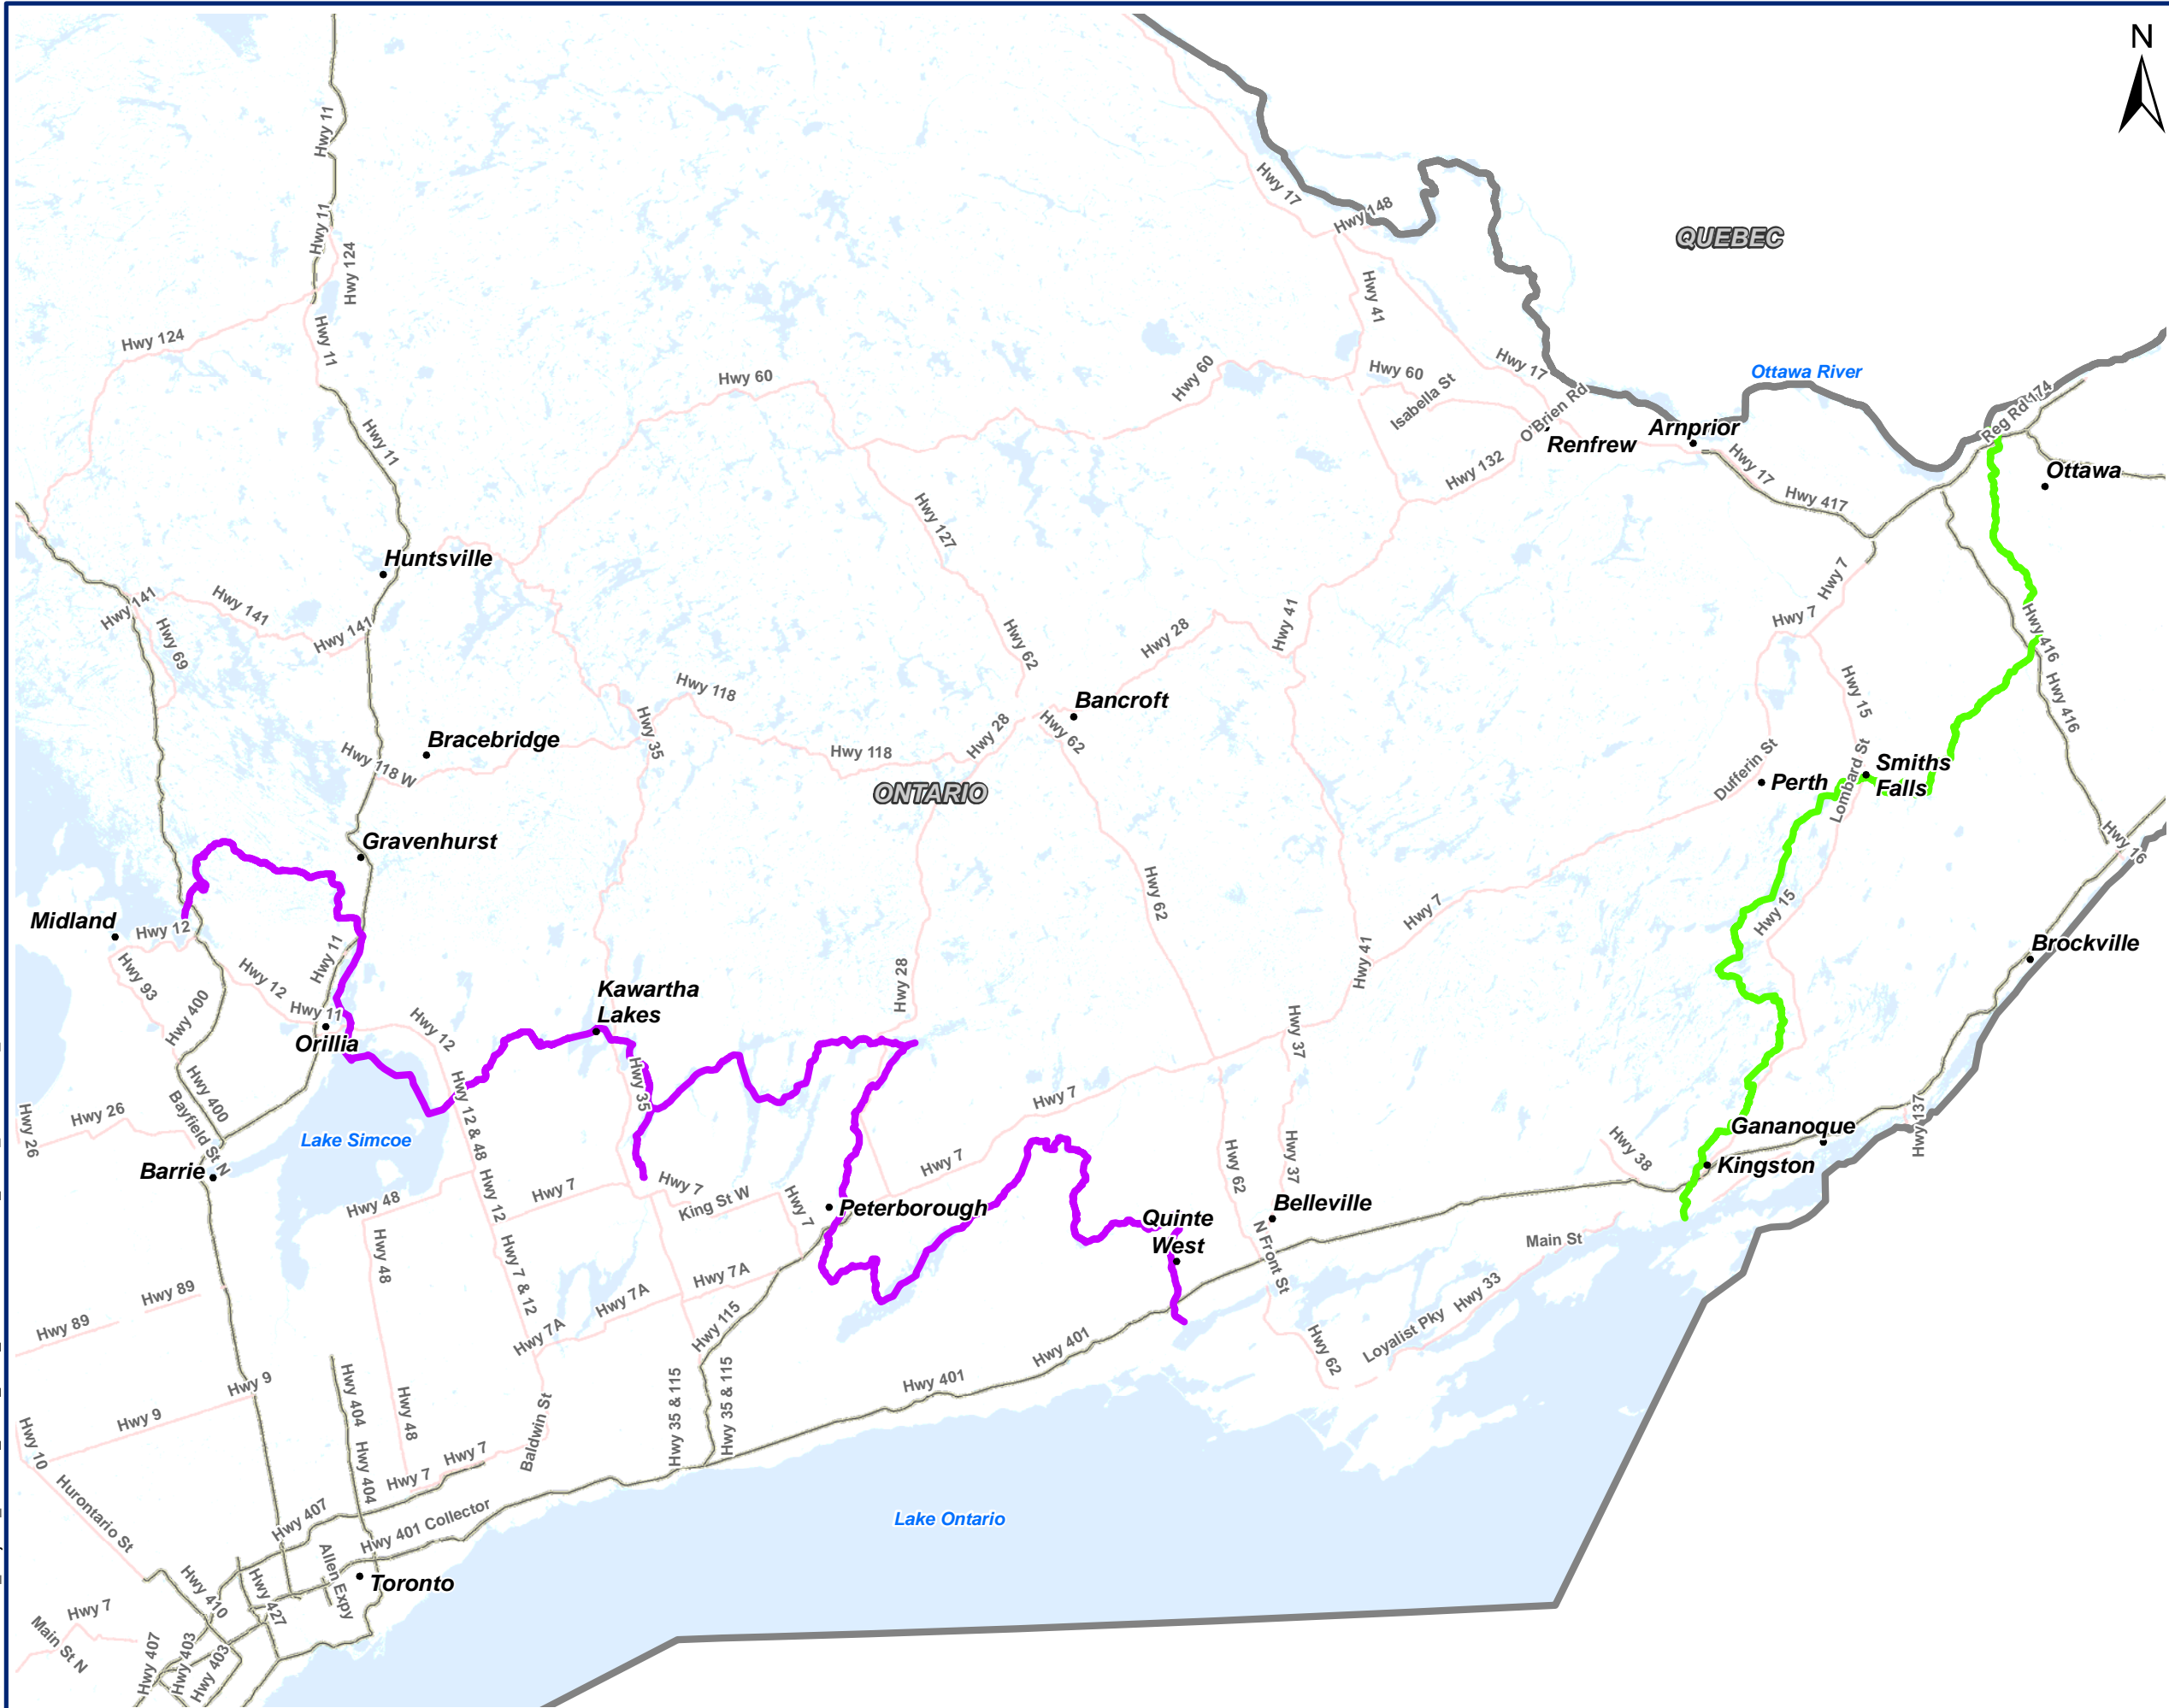 N
Hwy 11
Hwy 17
Hwy 148
QUEBEC
Hwy 11
Hwy 124
Hwy 41
Hwy 124
Hwy 11
Hwy 60
Hwy 60
Hwy 60
Hwy 17
Isabella St
Ottawa River
O'Brien Rd
Reg Rd 174
Hwy 11
Renfrew
Arnprior
Hwy 132
Hwy 17
Hwy 417
Ottawa
Hwy 127
Huntsville
Hwy 141
Hwy 141
Hwy 141
Hwy 69
Hwy 62
Hwy 28
Hwy 41
Hwy 7
Hwy 7
Hwy 416
Hwy 118
Bancroft
Hwy 15
Hwy 416
Bracebridge
Hwy 35
Hwy 118
Hwy 28
Hwy 62
Hwy 118 W
ONTARIO
Dufferin St
Perth
Lombard St
Smiths
Falls
Gravenhurst
Hwy 16
Midland
Hwy 12
Hwy 62
Hwy 7
Hwy 15
Brockville
Hwy 93
Hwy 12
Hwy 11
Hwy 28
Hwy 41
Kawartha
Lakes
Hwy 400
Hwy 11
Hwy 12
Orillia
Hwy 37
Hwy 35
Hwy 400
Hwy 26
Hwy 26
Bayfield St N
Lake Simcoe
Hwy 12 & 48
Hwy 7
Gananoque
Hwy 137
Barrie
Hwy 7
Hwy 62
Hwy 37
Hwy 38
Kingston
Hwy 48
Hwy 12
Hwy 7
Hwy 7
King St W
Hwy 7
Peterborough
Quinte
West
Belleville
N Front St
Main St
Hwy 48
Hwy 7 & 12
Hwy 7A
Hwy 89
Hwy 89
Hwy 7A
Hwy 7A
Hwy 115
Hwy 33
Loyalist Pky
Hwy 62
Hwy 401
Hwy 401
Hwy 9
Hwy 9
Hwy 404
Hwy 48
Hwy 35 & 115
Hwy 35 & 115
Baldwin St
Hwy 10
Hwy 404
Hwy 7
Hwy 7
Hurontario St
Hwy 407
Hwy 401 Collector
Lake Ontario
Allen Expy
Toronto
Hwy 410
Hwy 427
Hwy 7
Main St N
Hwy 407
Hwy 403
Hwy 403